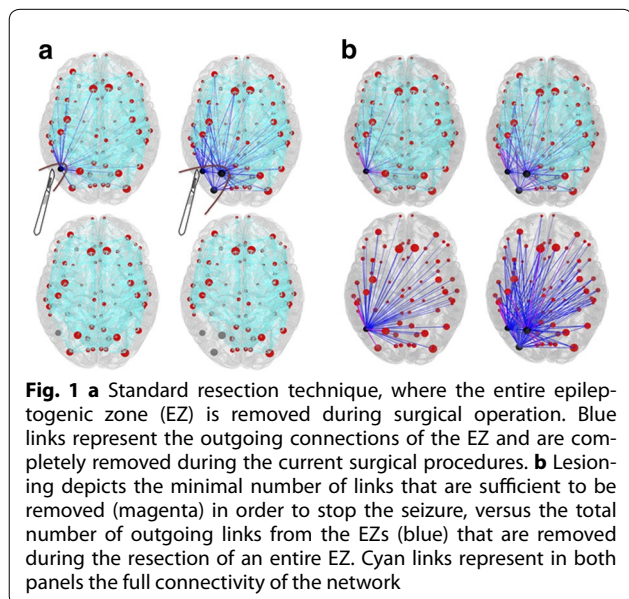 a
b
Fig. 1 a Standard resection technique, where the entire epilep-
togenic zone (EZ) is removed during surgical operation. Blue
links represent the outgoing connections of the EZ and are com-
pletely removed during the current surgical procedures. b Lesion-
ing depicts the minimal number of links that are sufficient to be
removed (magenta) in order to stop the seizure, versus the total
number of outgoing links from the EZs (blue) that are removed
during the resection of an entire EZ. Cyan links represent in both
panels the full connectivity of the network